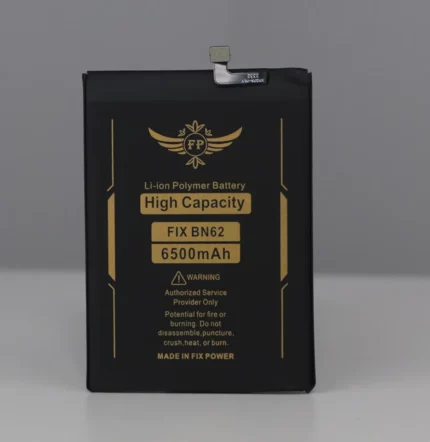 FP
Li-ion Polymer Battery
High Capacity
FIX BN62
6500mAh
WARNING
Authorized Service
Provider Only
Potential for fire or
burning. Do not
disassemble,puncture,
crush,heat, or burn.
MADE IN FIX POWER